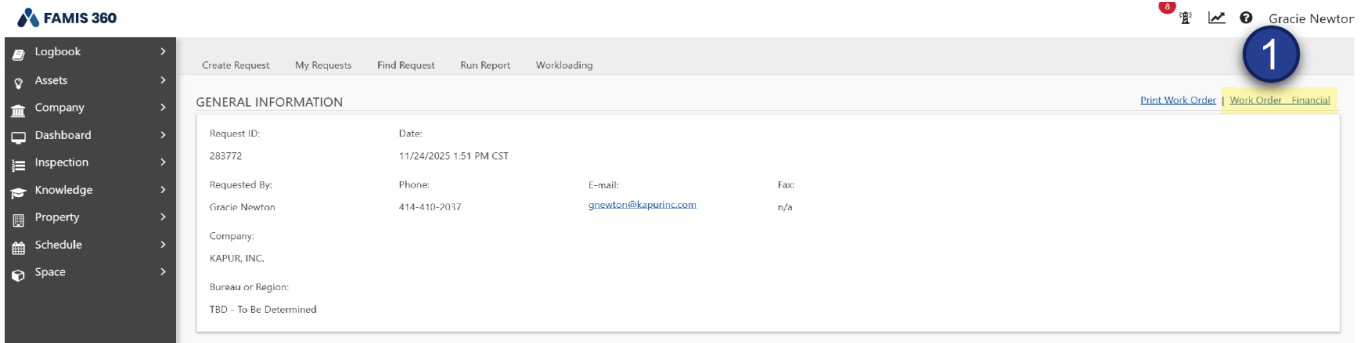 FAMIS 360
8
Gracie Newton
1
Logbook
Assets
Company
Dashboard
Inspection
Knowledge
Property
Schedule
Space
Create Request My Requests Find Request Run Report Workloading
GENERAL INFORMATION
Print Work Order | Work Order - Financial
Request ID: Date:
283772 11/24/2025 1:51 PM CST
Requested By: Phone: E-mail: Fax:
Gracie Newton 414-410-2037 gnewton@kapurinc.com n/a
Company:
KAPUR, INC.
Bureau or Region:
TBD - To Be Determined